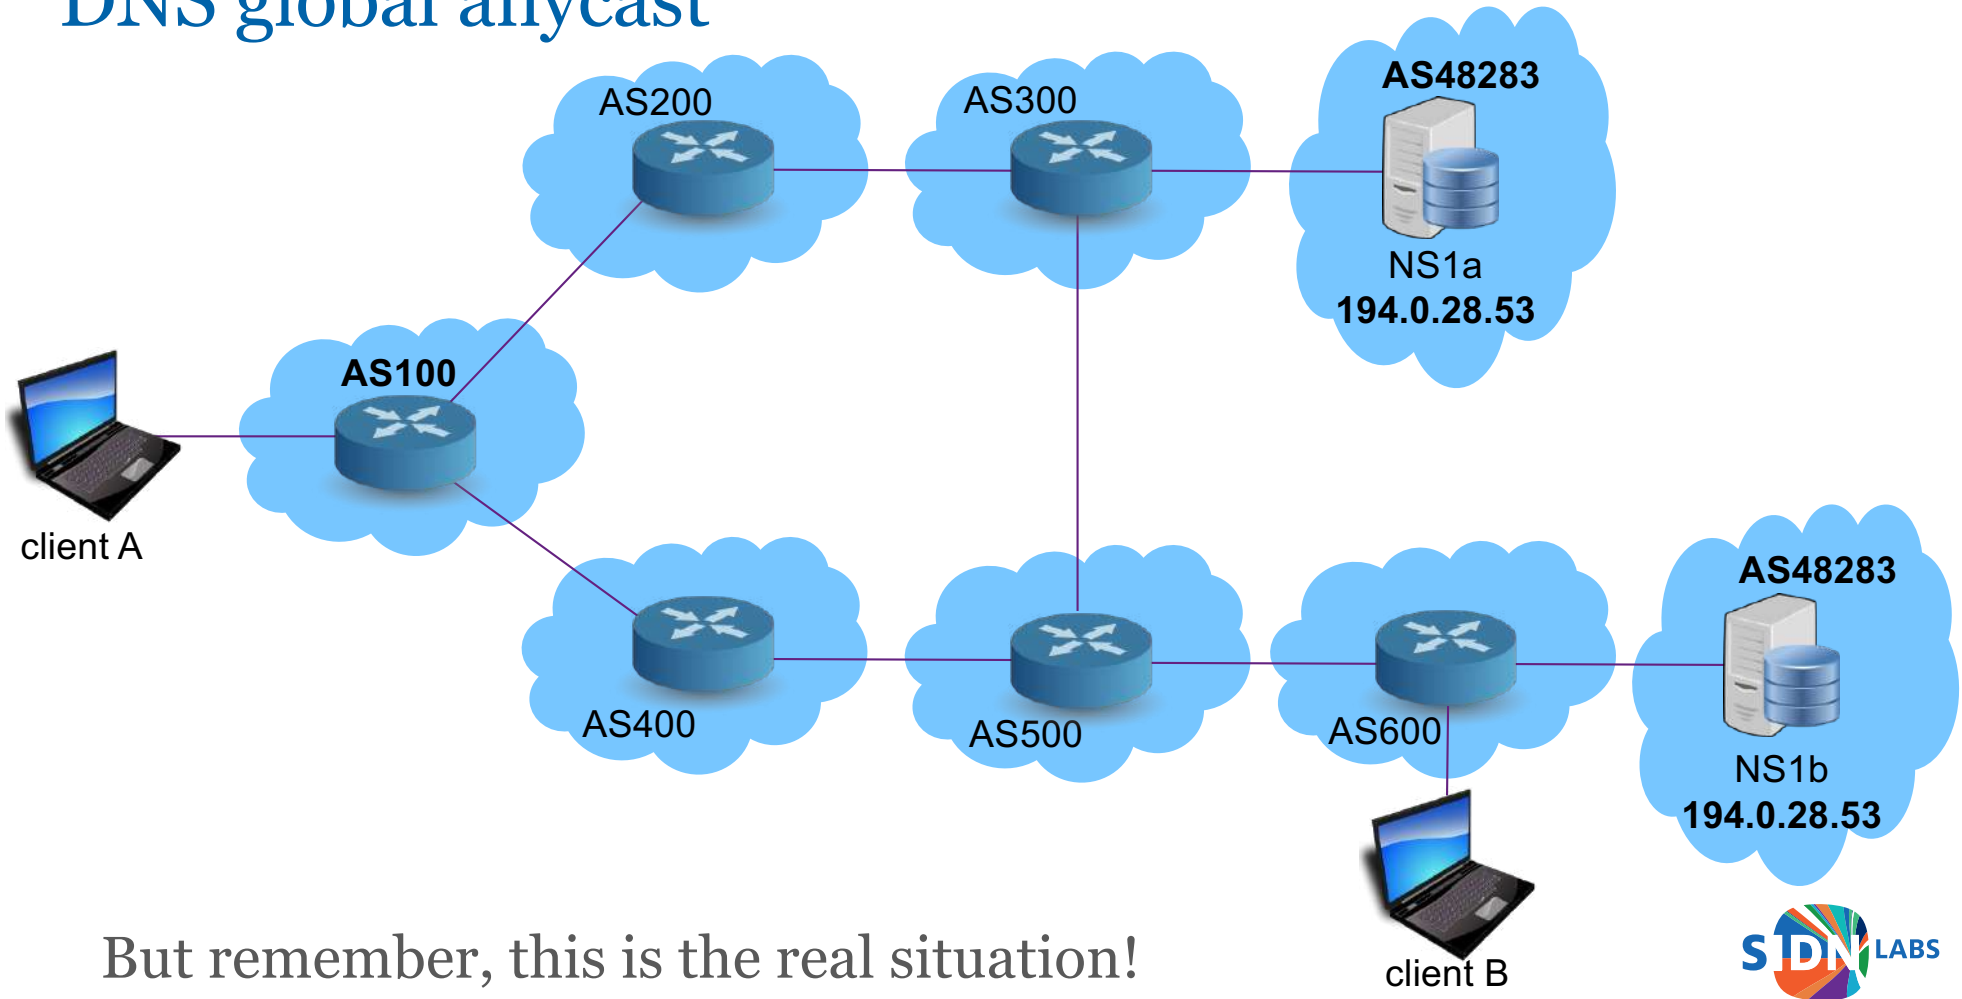 DNS global anycast
AS200
AS300
AS48283
NS1a
194.0.28.53
AS100
client A
AS400
AS500
AS600
AS48283
NS1b
194.0.28.53
client B
But remember, this is the real situation!
SIDN LABS